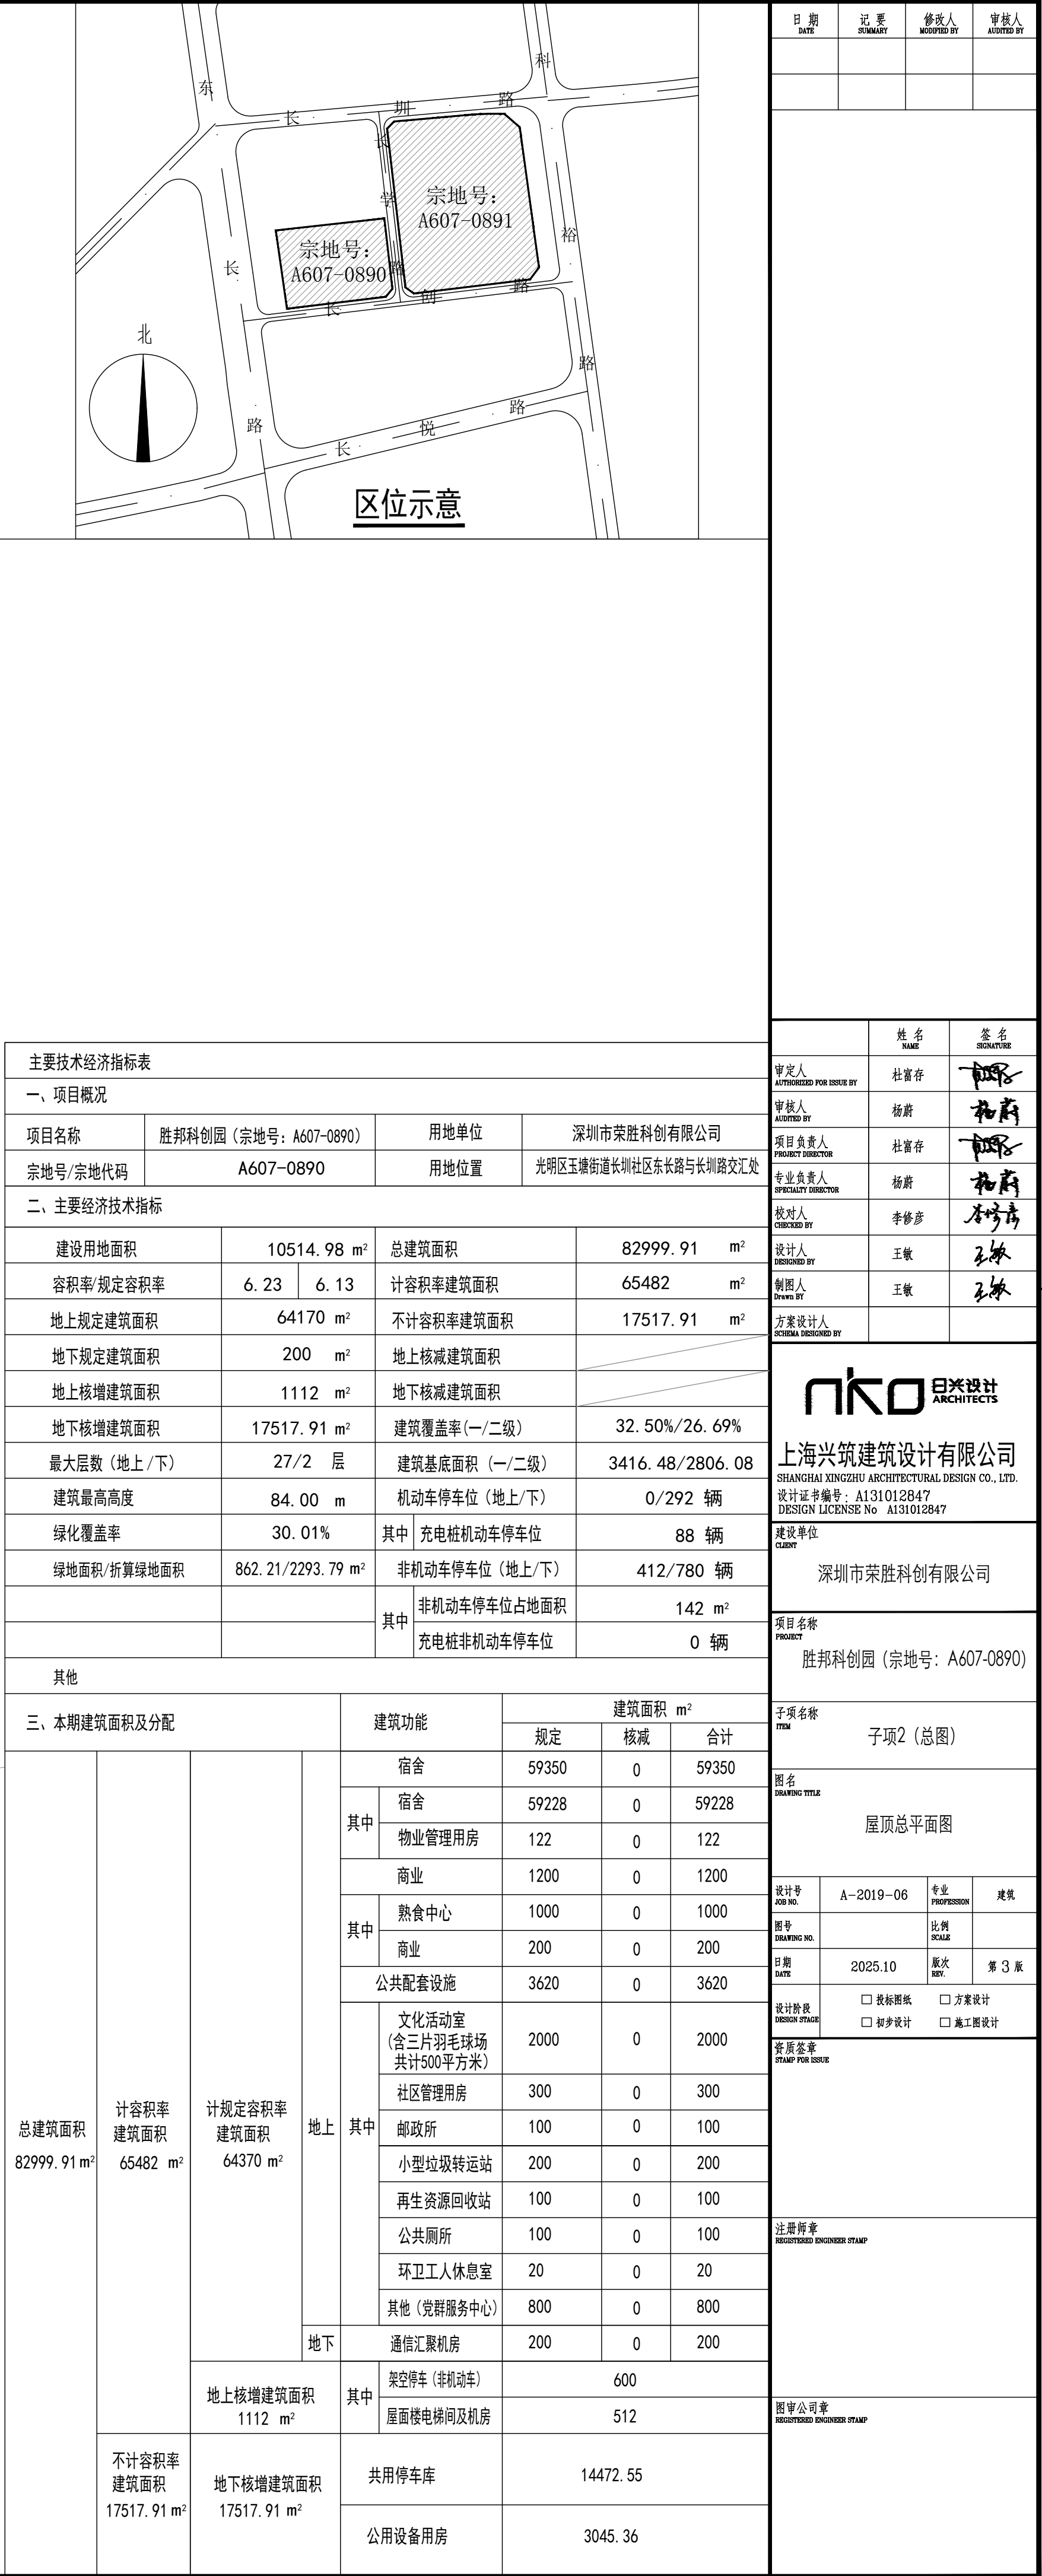 东
科
长 圳 路
长
学
路
宗地号：
A607-0891
宗地号：
A607-0890
裕
长
长 创 路
北
路
路
长 悦 路
区位示意
主要技术经济指标表
一、项目概况
项目名称 胜邦科创园（宗地号：A607-0890） 用地单位 深圳市荣胜科创有限公司
宗地号/宗地代码 A607-0890 用地位置 光明区玉塘街道长圳社区东长路与长圳路交汇处
二、主要经济技术指标
建设用地面积 10514.98 m² 总建筑面积 82999.91 m²
容积率/规定容积率 6.23 6.13 计容积率建筑面积 65482 m²
地上规定建筑面积 64170 m² 不计容积率建筑面积 17517.91 m²
地下规定建筑面积 200 m² 地上核减建筑面积
地上核增建筑面积 1112 m² 地下核减建筑面积
地下核增建筑面积 17517.91 m² 建筑覆盖率(一/二级） 32.50%/26.69%
最大层数（地上/下） 27/2 层 建筑基底面积（一/二级） 3416.48/2806.08
建筑最高高度 84.00 m 机动车停车位（地上/下） 0/292 辆
绿化覆盖率 30.01% 其中 充电桩机动车停车位 88 辆
绿地面积/折算绿地面积 862.21/2293.79 m² 非机动车停车位（地上/下） 412/780 辆
其中 非机动车停车位占地面积 142 m²
充电桩非机动车停车位 0 辆
其他
三、本期建筑面积及分配 建筑功能 建筑面积 m²
规定 核减 合计
宿舍 59350 0 59350
其中 宿舍 59228 0 59228
物业管理用房 122 0 122
商业 1200 0 1200
其中 熟食中心 1000 0 1000
商业 200 0 200
公共配套设施 3620 0 3620
文化活动室
（含三片羽毛球场
共计500平方米） 2000 0 2000
社区管理用房 300 0 300
总建筑面积
82999.91m²
计容积率
建筑面积
65482 m²
计规定容积率
建筑面积
64370 m²
地上 其中 邮政所 100 0 100
小型垃圾转运站 200 0 200
再生资源回收站 100 0 100
公共厕所 100 0 100
环卫工人休息室 20 0 20
其他（党群服务中心） 800 0 800
地下 通信汇聚机房 200 0 200
地上核增建筑面积
1112 m²
其中 架空停车（非机动车） 600
屋面楼电梯间及机房 512
不计容积率
建筑面积
17517.91m²
地下核增建筑面积
17517.91 m²
共用停车库 14472.55
公用设备用房 3045.36
日 期 记 要 修改人 审核人
DATE SUMMARY MODIFIED BY AUDITED BY
姓 名 签 名
NAME SIGNATURE
审定人 杜富存
AUTHORIZED FOR ISSUE BY
审核人 杨蔚 杨蔚
AUDITED BY
项目负责人 杜富存
PROJECT DIRECTOR
专业负责人 杨蔚 杨蔚
SPECIALTY DIRECTOR
校对人 李修彦 李修彦
CHECKED BY
设计人 王敏 王敏
DESIGNED BY
制图人 王敏 王敏
Drawn BY
方案设计人
SCHEMA DESIGNED BY
nko 日兴设计
ARCHITECTS
上海兴筑建筑设计有限公司
SHANGHAI XINGZHU ARCHITECTURAL DESIGN CO., LTD.
设计证书编号：A131012847
DESIGN LICENSE No A131012847
建设单位
CLIENT
深圳市荣胜科创有限公司
项目名称
PROJECT
胜邦科创园（宗地号：A607-0890）
子项名称
ITEM
子项2（总图）
图名
DRAWING TITLE
屋顶总平面图
设计号 A-2019-06 专业 建筑
JOB NO. PROFESSION
图号 比例
DRAWING NO. SCALE
日期 2025.10 版次 第 3 版
DATE REV.
设计阶段 □ 投标图纸 □ 方案设计
DESIGN STAGE □ 初步设计 □ 施工图设计
资质签章
STAMP FOR ISSUE
注册师章
REGISTERED ENGINEER STAMP
图审公司章
REGISTERED ENGINEER STAMP